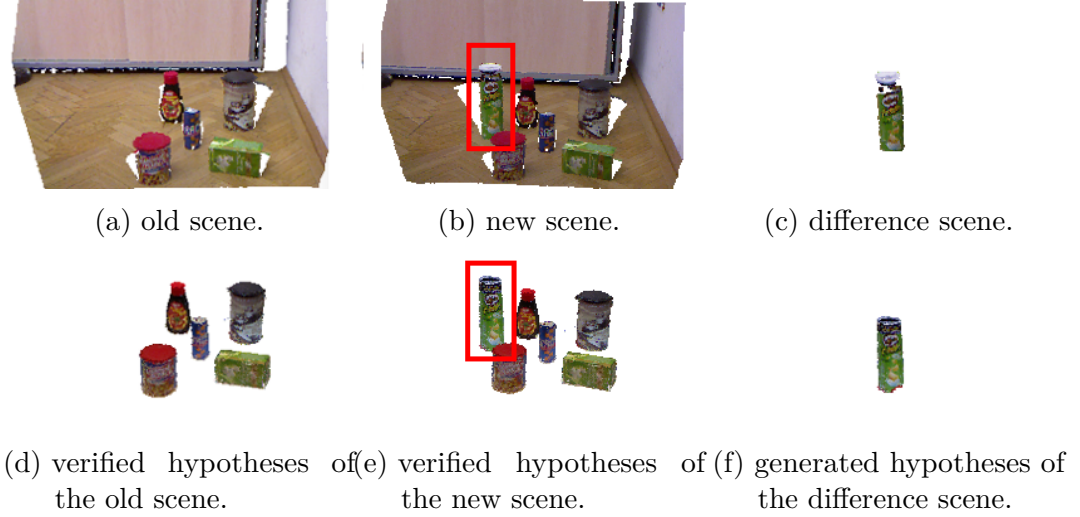 (a) old scene.
(b) new scene.
(c) difference scene.
(d) verified hypotheses of
the old scene.
(e) verified hypotheses of
the new scene.
(f) generated hypotheses of
the difference scene.